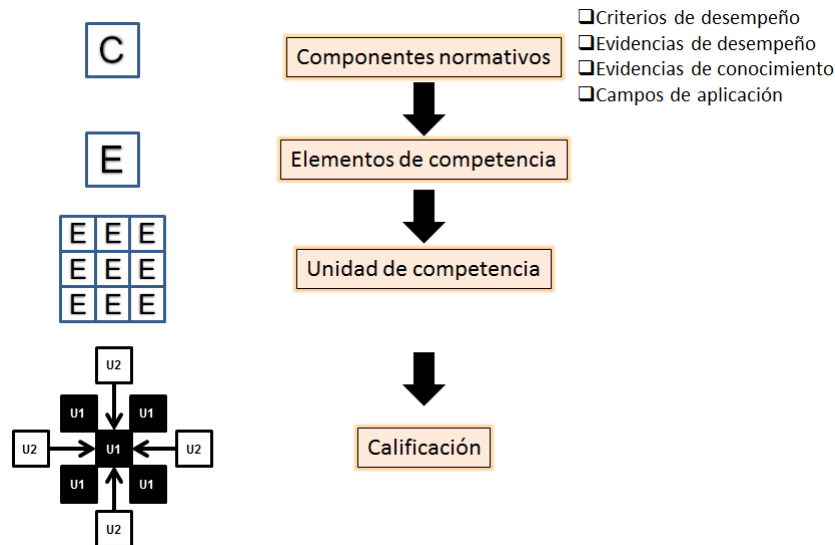 C
Componentes normativos
❑Criterios de desempeño
❑Evidencias de desempeño
❑Evidencias de conocimiento
❑Campos de aplicación
E
Elementos de competencia
E E E
E E E
E E E
Unidad de competencia
U2
U1 U1
U2 U1 U2
U1 U1
U2
Calificación